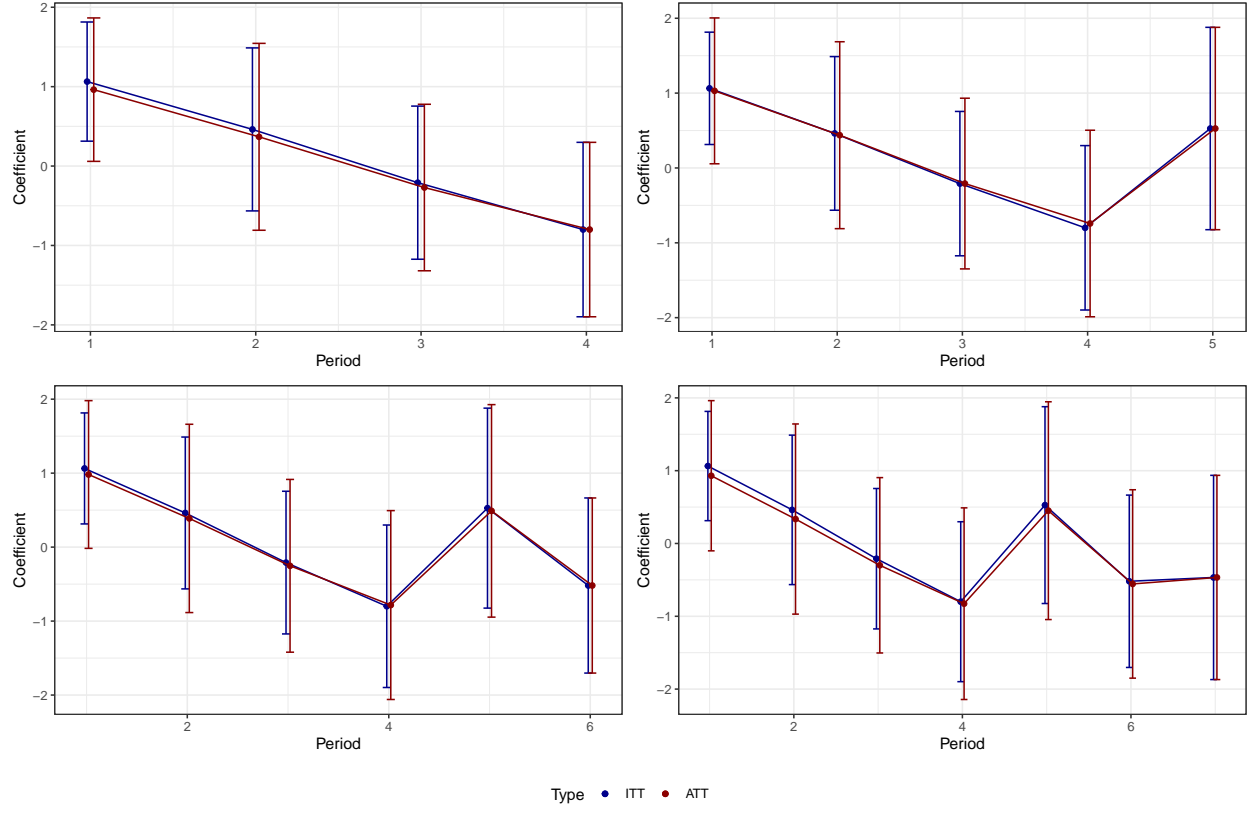 2
1
0
−1
−2
Coefficient
1 2 3 4
Period
2
1
0
−1
−2
Coefficient
1 2 3 4 5
Period
2
1
0
−1
−2
Coefficient
2 4 6
Period
2
1
0
−1
−2
Coefficient
2 4 6
Period
Type ITT ATT